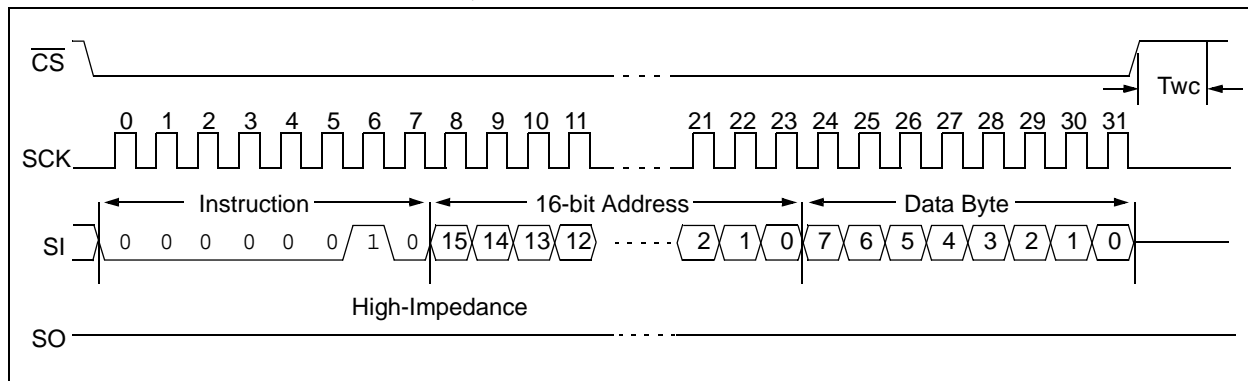 CS
Twc
0 1 2 3 4 5 6 7 8 9 10 11 21 22 23 24 25 26 27 28 29 30 31
SCK
Instruction 16-bit Address Data Byte
SI 0 0 0 0 0 0 1 0 15 14 13 12 2 1 0 7 6 5 4 3 2 1 0
High-Impedance
SO